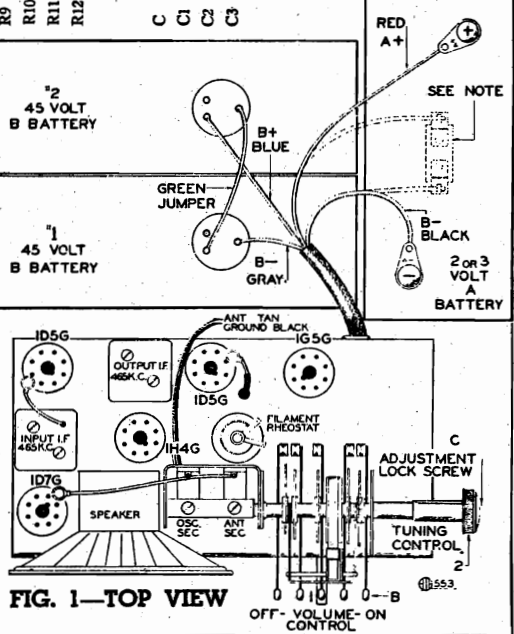 R9
R10
R11
R12
C
C1
C2
C3
"2
45 VOLT
B BATTERY
RED
A+
SEE NOTE
B+
BLUE
GREEN
JUMPER
"1
45 VOLT
B BATTERY
B-
GRAY
B-
BLACK
2 OR 3
VOLT
A
BATTERY
ANT TAN
GROUND BLACK
1D5G
OUTPUT I.F.
465 K.C.
1D5G
1G5G
INPUT I.F
465 K.C.
1H4G
FILAMENT
RHEOSTAT
C
ADJUSTMENT
LOCK SCREW
1D7G
SPEAKER
OSC.
SEC
ANT
SEC
TUNING
CONTROL
2
553
1
B
FIG. 1—TOP VIEW
OFF- VOLUME-ON
CONTROL